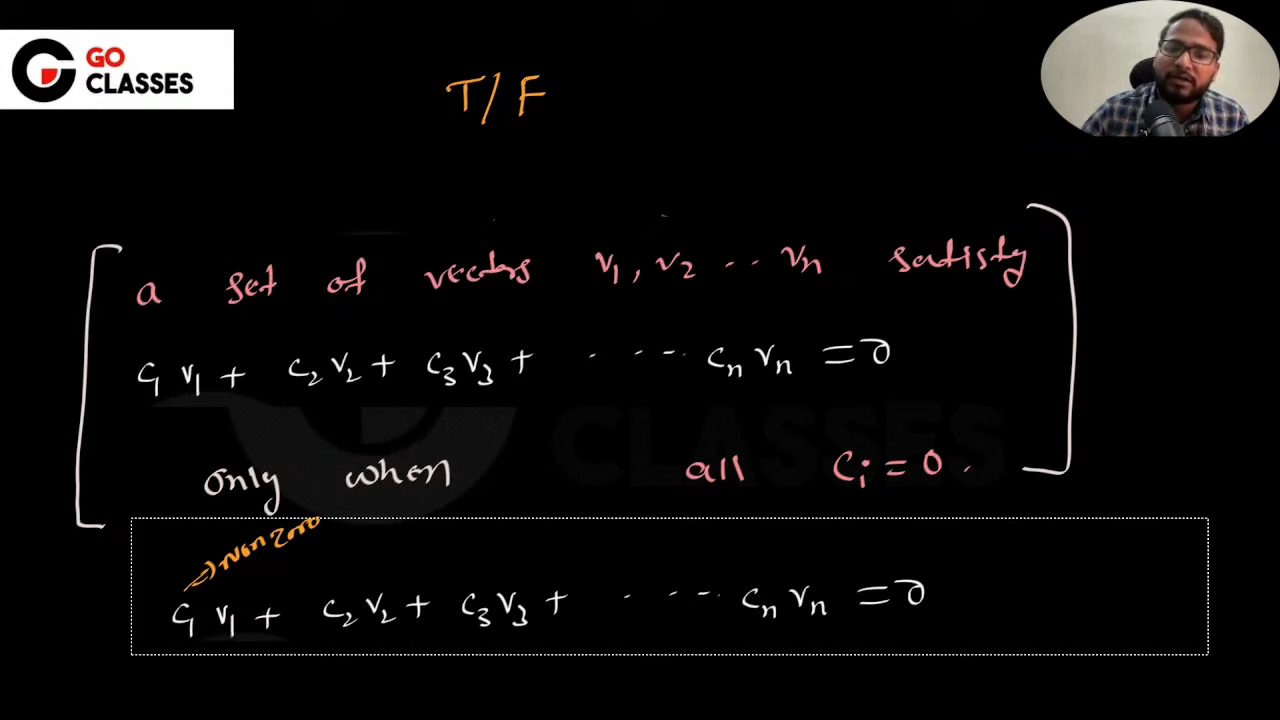 GO
CLASSES
T/F
a set of vectors v₁, v₂ .. vₙ satisfy
c₁ v₁ + c₂ v₂ + c₃ v₃ + ..... cₙ vₙ = 0
only when all cᵢ = 0.
→ non zero
c₁ v₁ + c₂ v₂ + c₃ v₃ + ..... cₙ vₙ = 0
CLASSES